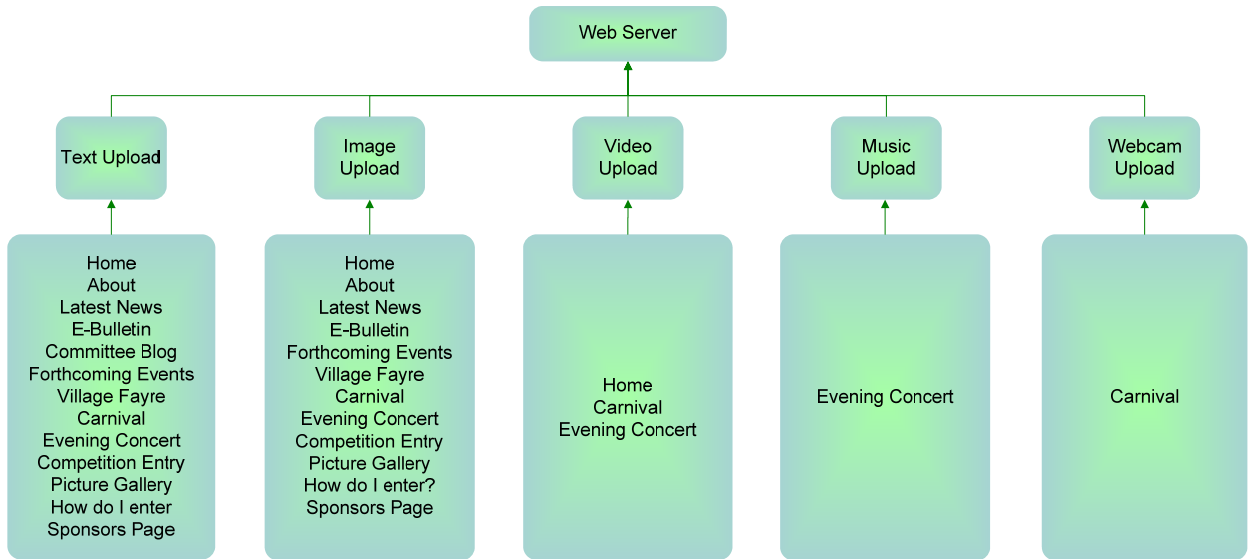 Web Server
Text Upload
Image
Upload
Video
Upload
Music
Upload
Webcam
Upload
Home
About
Latest News
E-Bulletin
Committee Blog
Forthcoming Events
Village Fayre
Carnival
Evening Concert
Competition Entry
Picture Gallery
How do I enter
Sponsors Page
Home
About
Latest News
E-Bulletin
Forthcoming Events
Village Fayre
Carnival
Evening Concert
Competition Entry
Picture Gallery
How do I enter?
Sponsors Page
Home
Carnival
Evening Concert
Evening Concert
Carnival